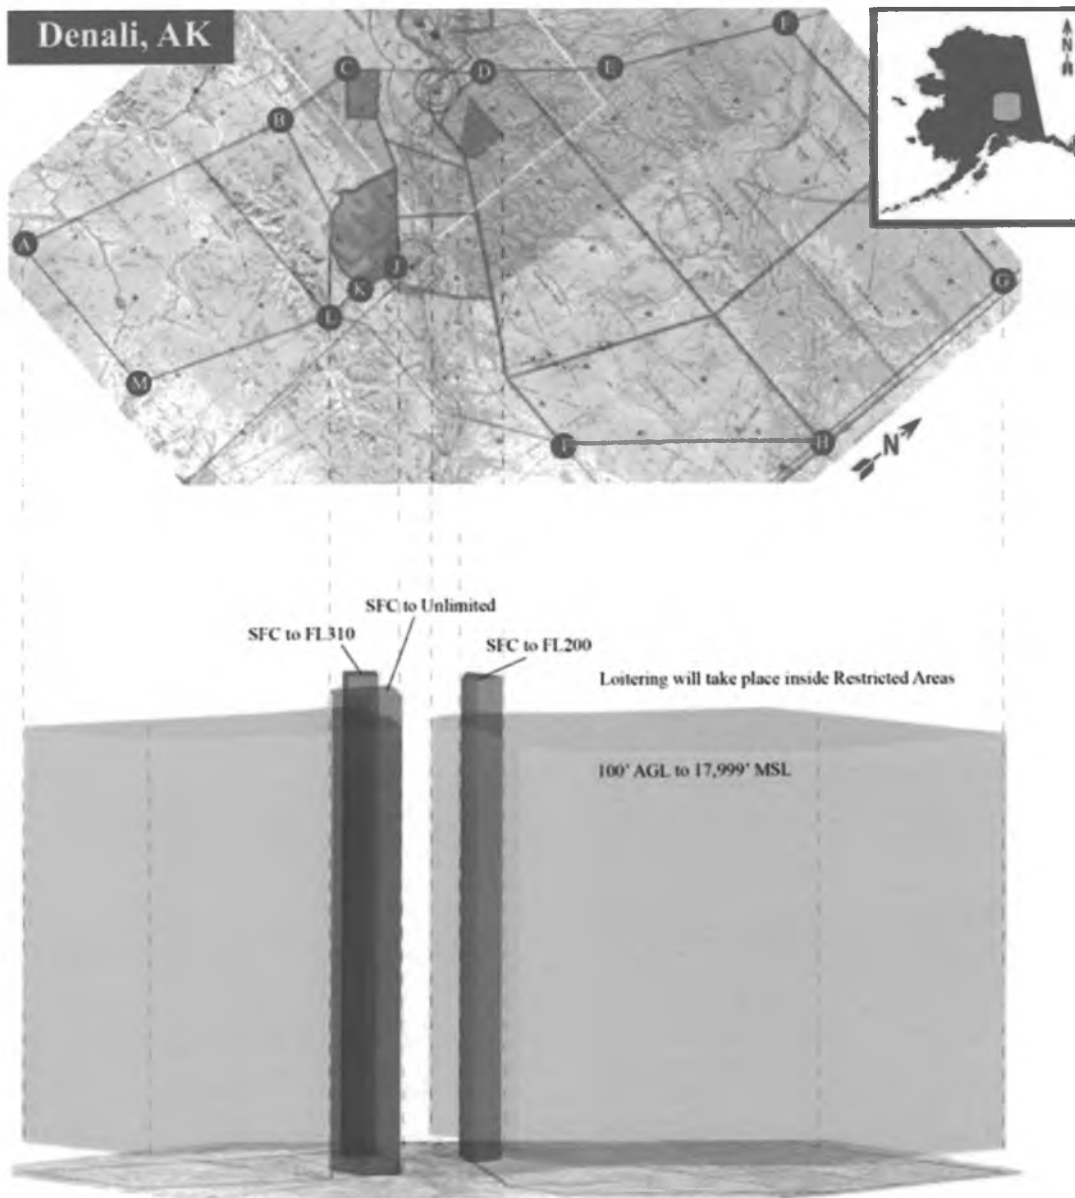 Denali, AK
N
F
C
D
E
B
A
J
G
K
L
M
I
H
N
SFC to Unlimited
SFC to FL310
SFC to FL200
Loitering will take place inside Restricted Areas
100' AGL to 17,999' MSL